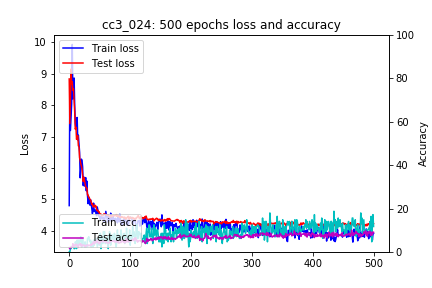 cc3_024: 500 epochs loss and accuracy
10
9
8
7
6
5
4
Loss
Train loss
Test loss
Train acc
Test acc
0
100
200
300
400
500
100
80
60
40
20
0
Accuracy